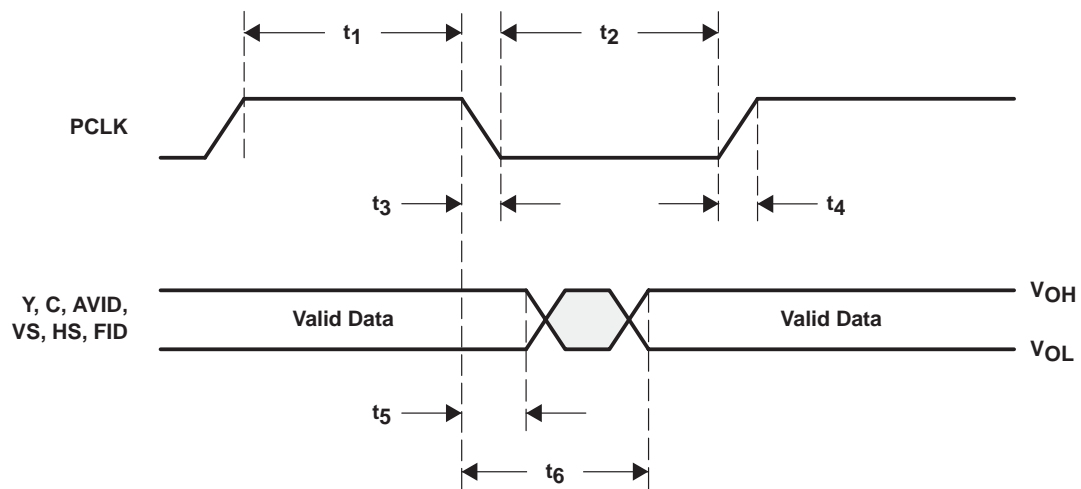 t1
t2
PCLK
t3
t4
Y, C, AVID,
VS, HS, FID
Valid Data
Valid Data
VOH
VOL
t5
t6